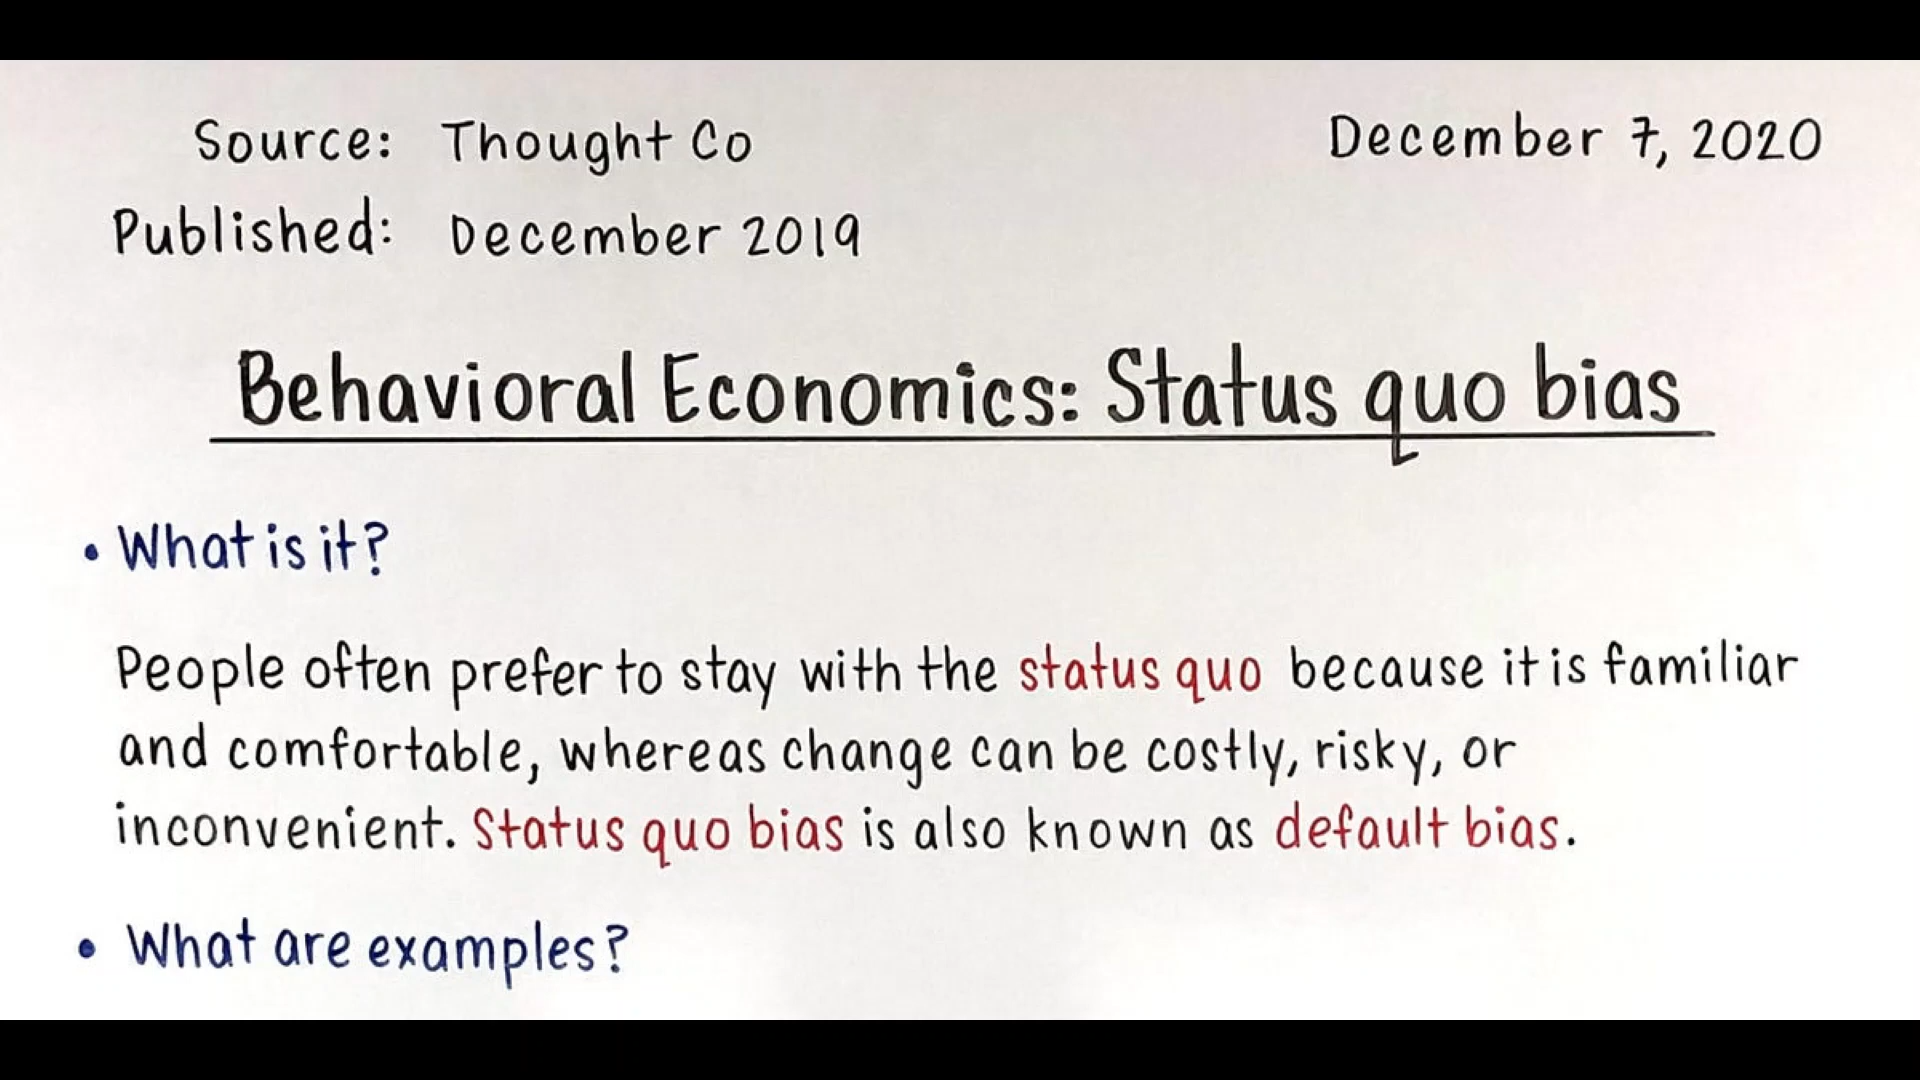 Source: Thought Co
December 7, 2020
Published: December 2019
Behavioral Economics: Status quo bias
• What is it?
People often prefer to stay with the status quo because it is familiar
and comfortable, whereas change can be costly, risky, or
inconvenient. Status quo bias is also known as default bias.
• What are examples?